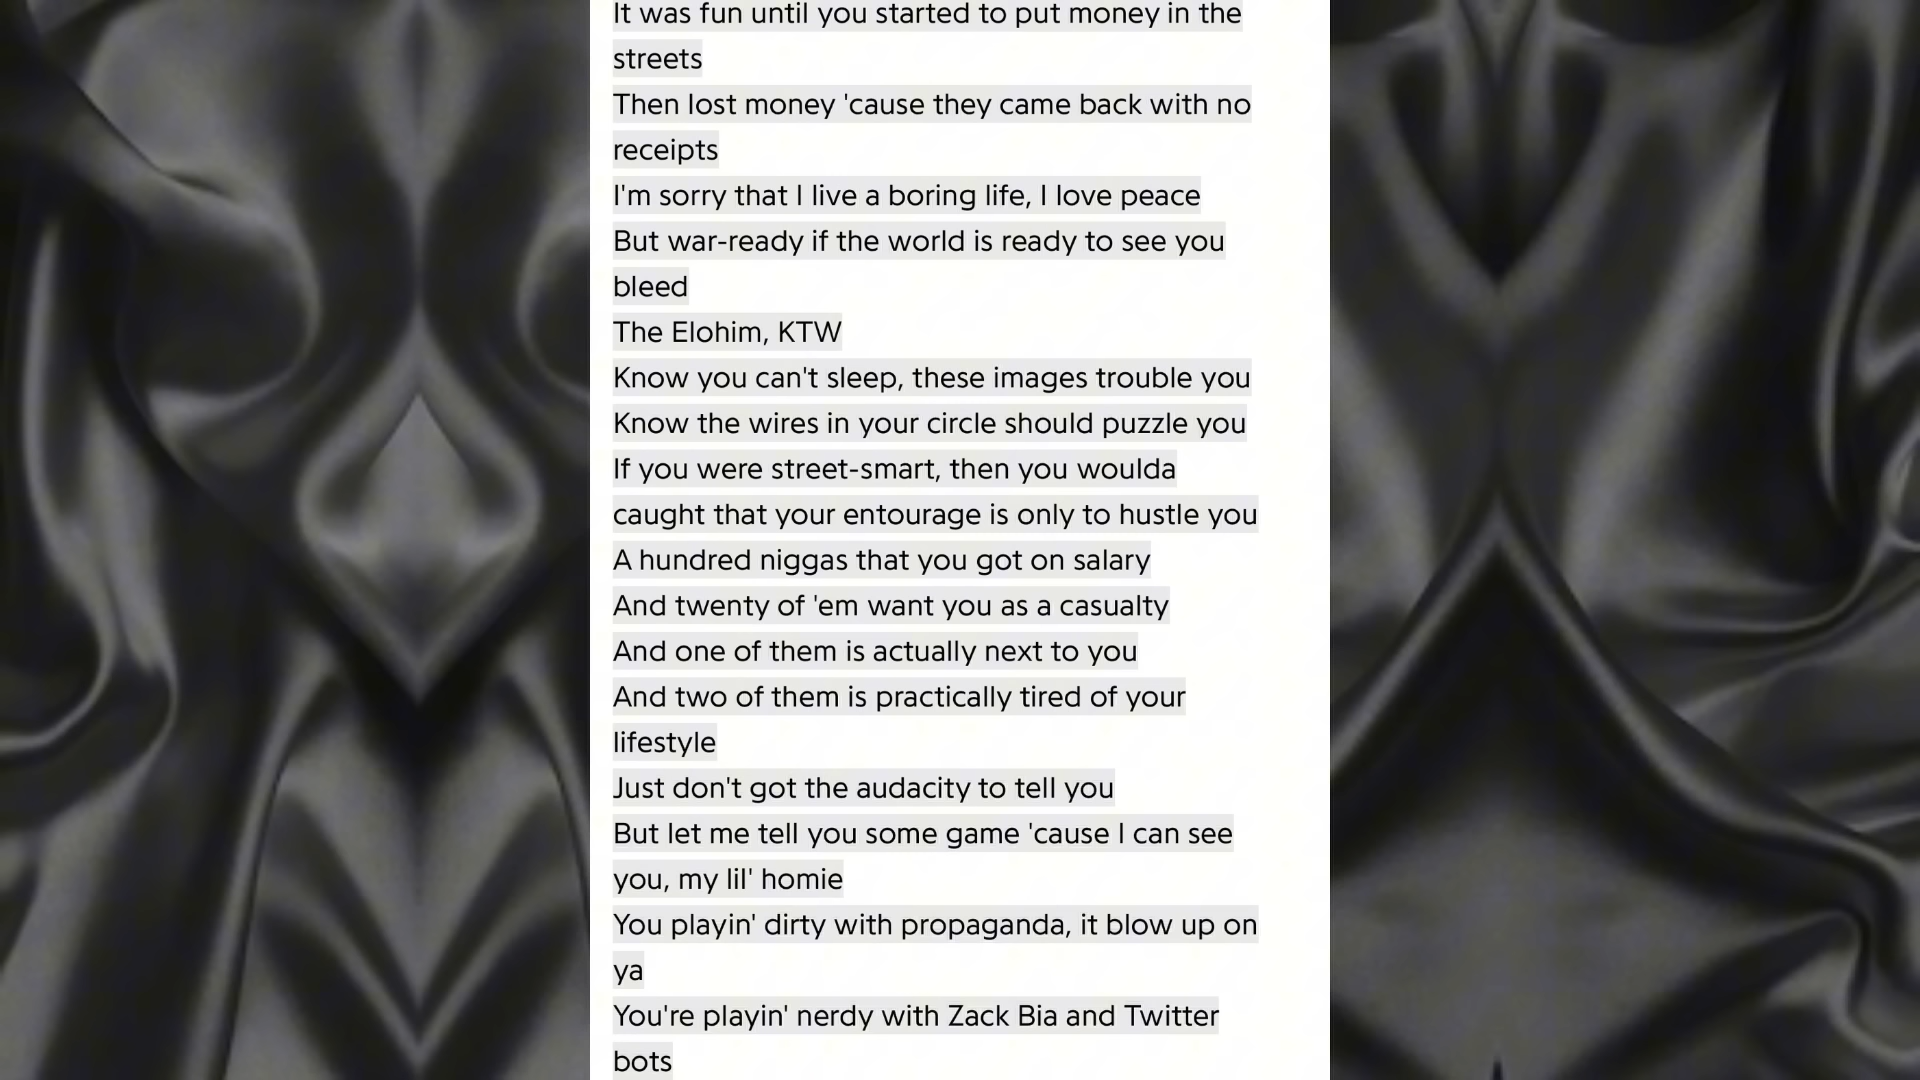 It was fun until you started to put money in the
streets
Then lost money 'cause they came back with no
receipts
I'm sorry that I live a boring life, I love peace
But war-ready if the world is ready to see you
bleed
The Elohim, KTW
Know you can't sleep, these images trouble you
Know the wires in your circle should puzzle you
If you were street-smart, then you woulda
caught that your entourage is only to hustle you
A hundred niggas that you got on salary
And twenty of 'em want you as a casualty
And one of them is actually next to you
And two of them is practically tired of your
lifestyle
Just don't got the audacity to tell you
But let me tell you some game 'cause I can see
you, my lil' homie
You playin' dirty with propaganda, it blow up on
ya
You're playin' nerdy with Zack Bia and Twitter
bots